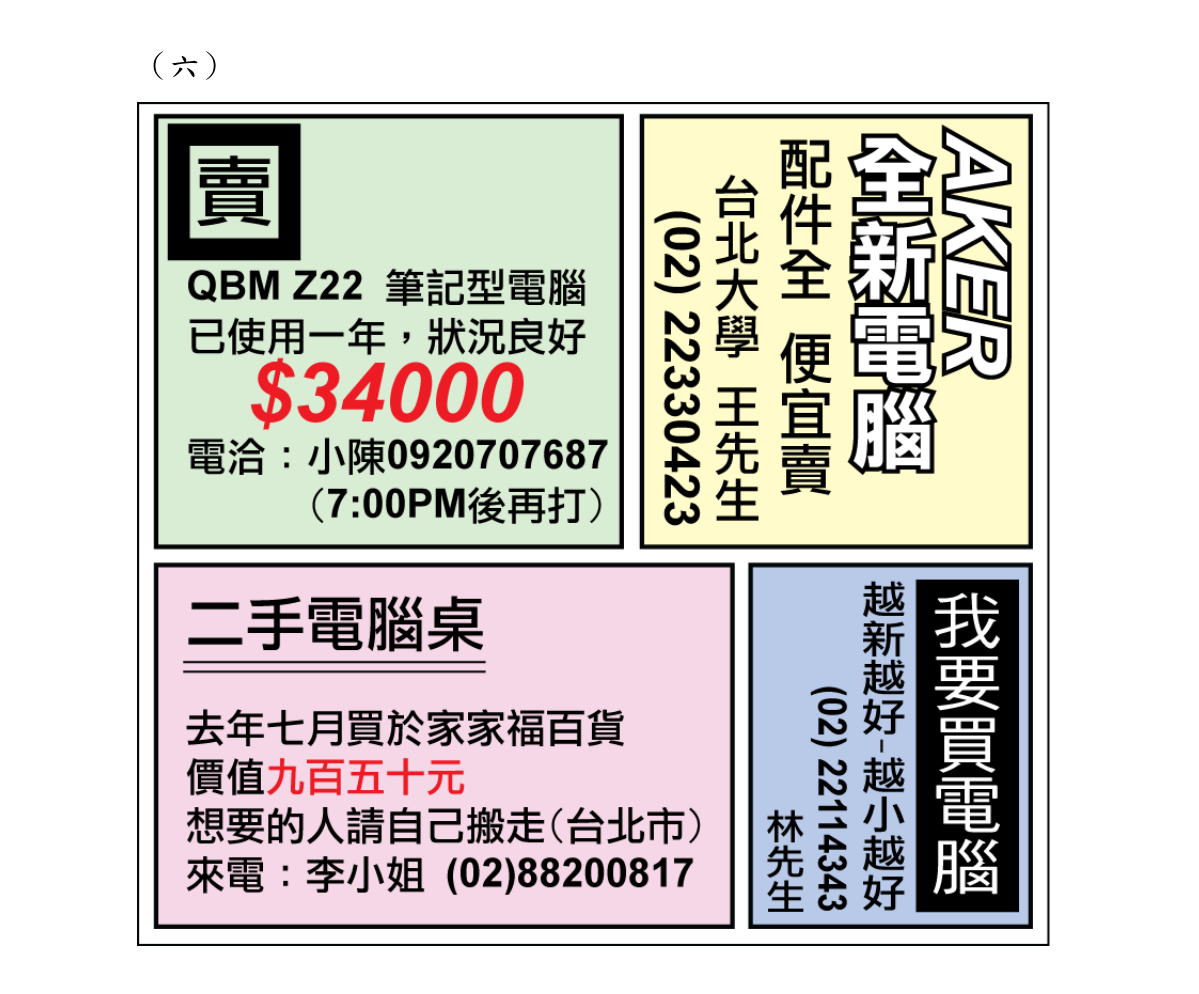 （六）
賣
QBM Z22 筆記型電腦
已使用一年，狀況良好
$34000
電洽：小陳0920707687
（7:00PM後再打）
AKER
全新電腦
配件全 便宜賣
台北大學 王先生
(02) 22330423
二手電腦桌
去年七月買於家家福百貨
價值九百五十元
想要的人請自己搬走（台北市）
來電：李小姐 (02)88200817
我要買電腦
越新越好-越小越好
(02) 22114343
林先生